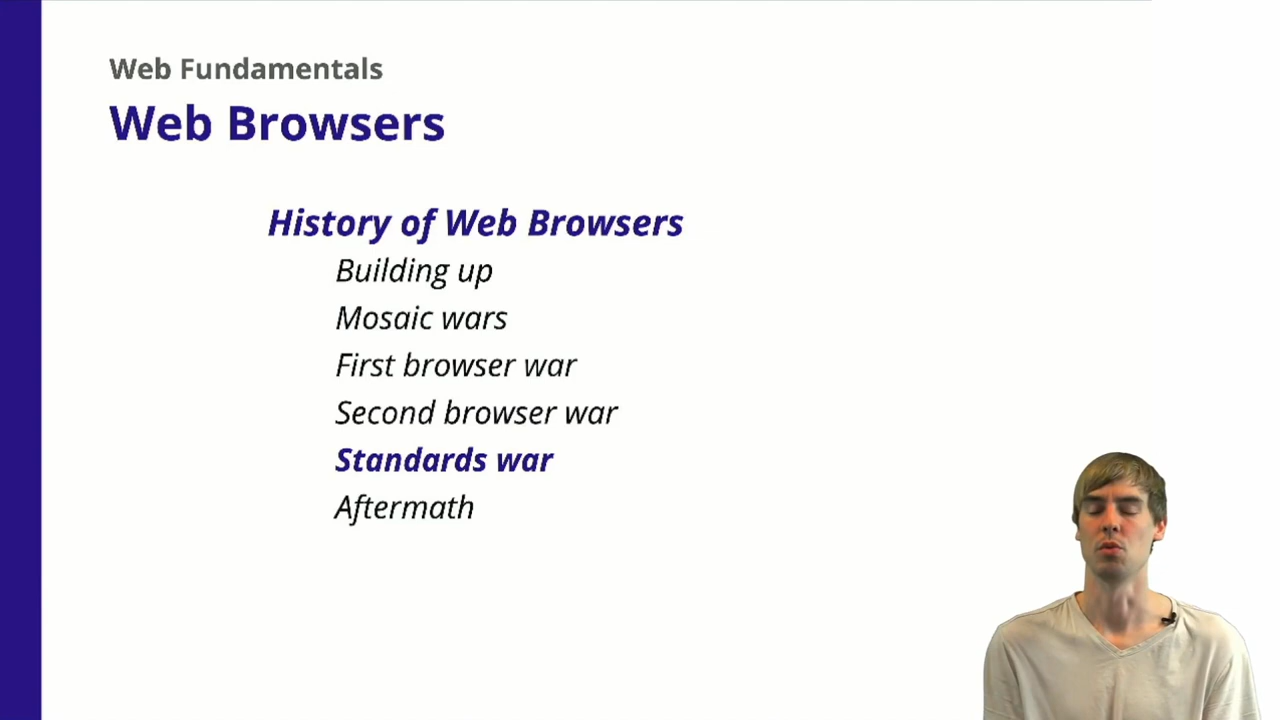 Web Fundamentals
Web Browsers
History of Web Browsers
Building up
Mosaic wars
First browser war
Second browser war
Standards war
Aftermath